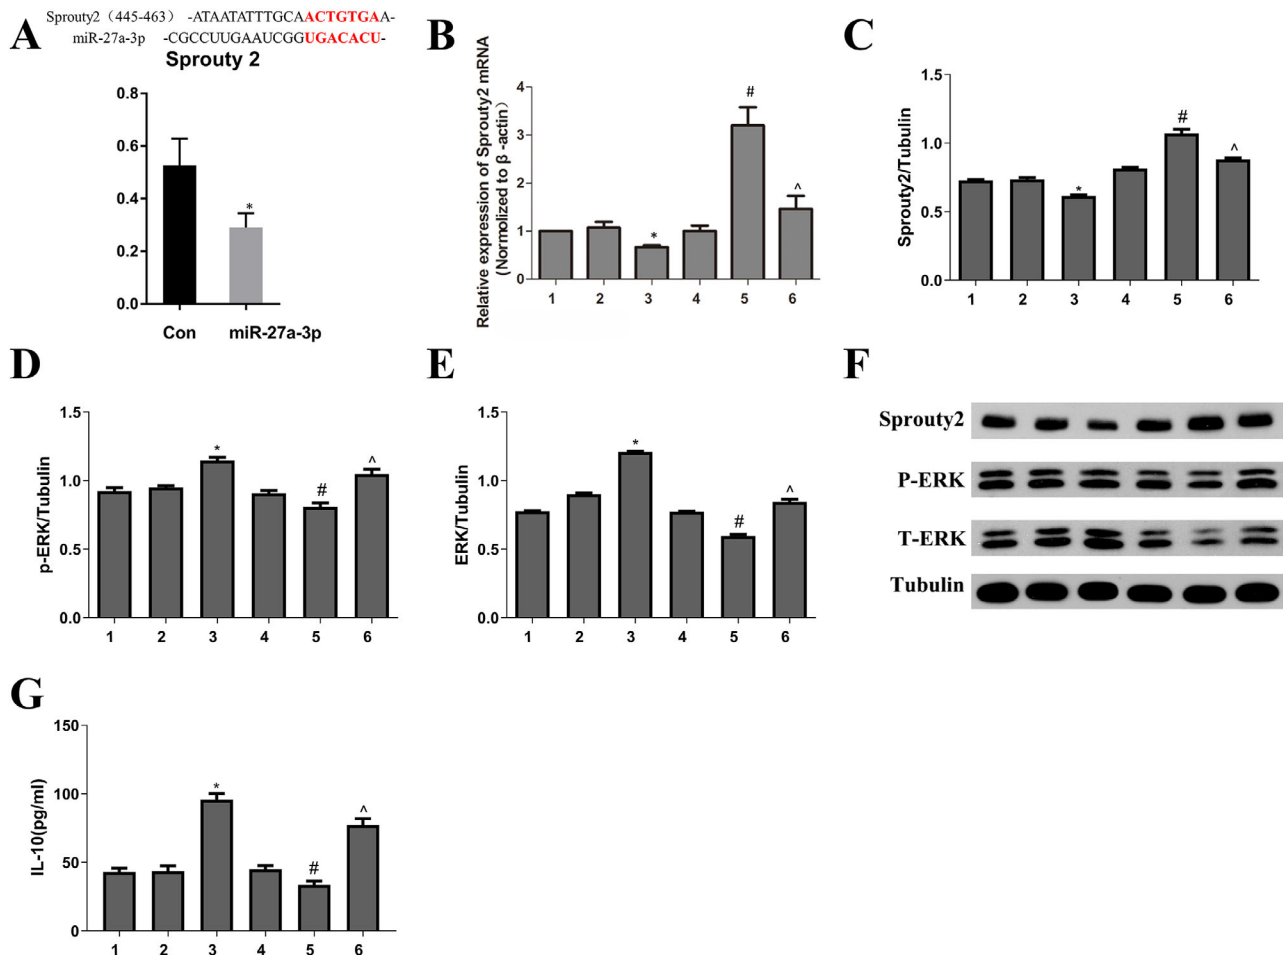 A
Sprouty2（445-463） -ATAATATTTGCAACTGTGAA-
miR-27a-3p -CGCCUUGAAUCGGUGACACU-
Sprouty 2
0.8
0.6
0.4
0.2
0.0
*
Con miR-27a-3p
B
Relative expression of Sprouty2 mRNA
(Normolized to β -actin）
4
3
2
1
0
* # ^
1 2 3 4 5 6
C
Sprouty2/Tubulin
1.5
1.0
0.5
0.0
* # ^
1 2 3 4 5 6
D
p-ERK/Tubulin
1.5
1.0
0.5
0.0
* # ^
1 2 3 4 5 6
E
ERK/Tubulin
1.5
1.0
0.5
0.0
* # ^
1 2 3 4 5 6
F
Sprouty2
P-ERK
T-ERK
Tubulin
G
IL-10(pg/ml)
150
100
50
0
* # ^
1 2 3 4 5 6